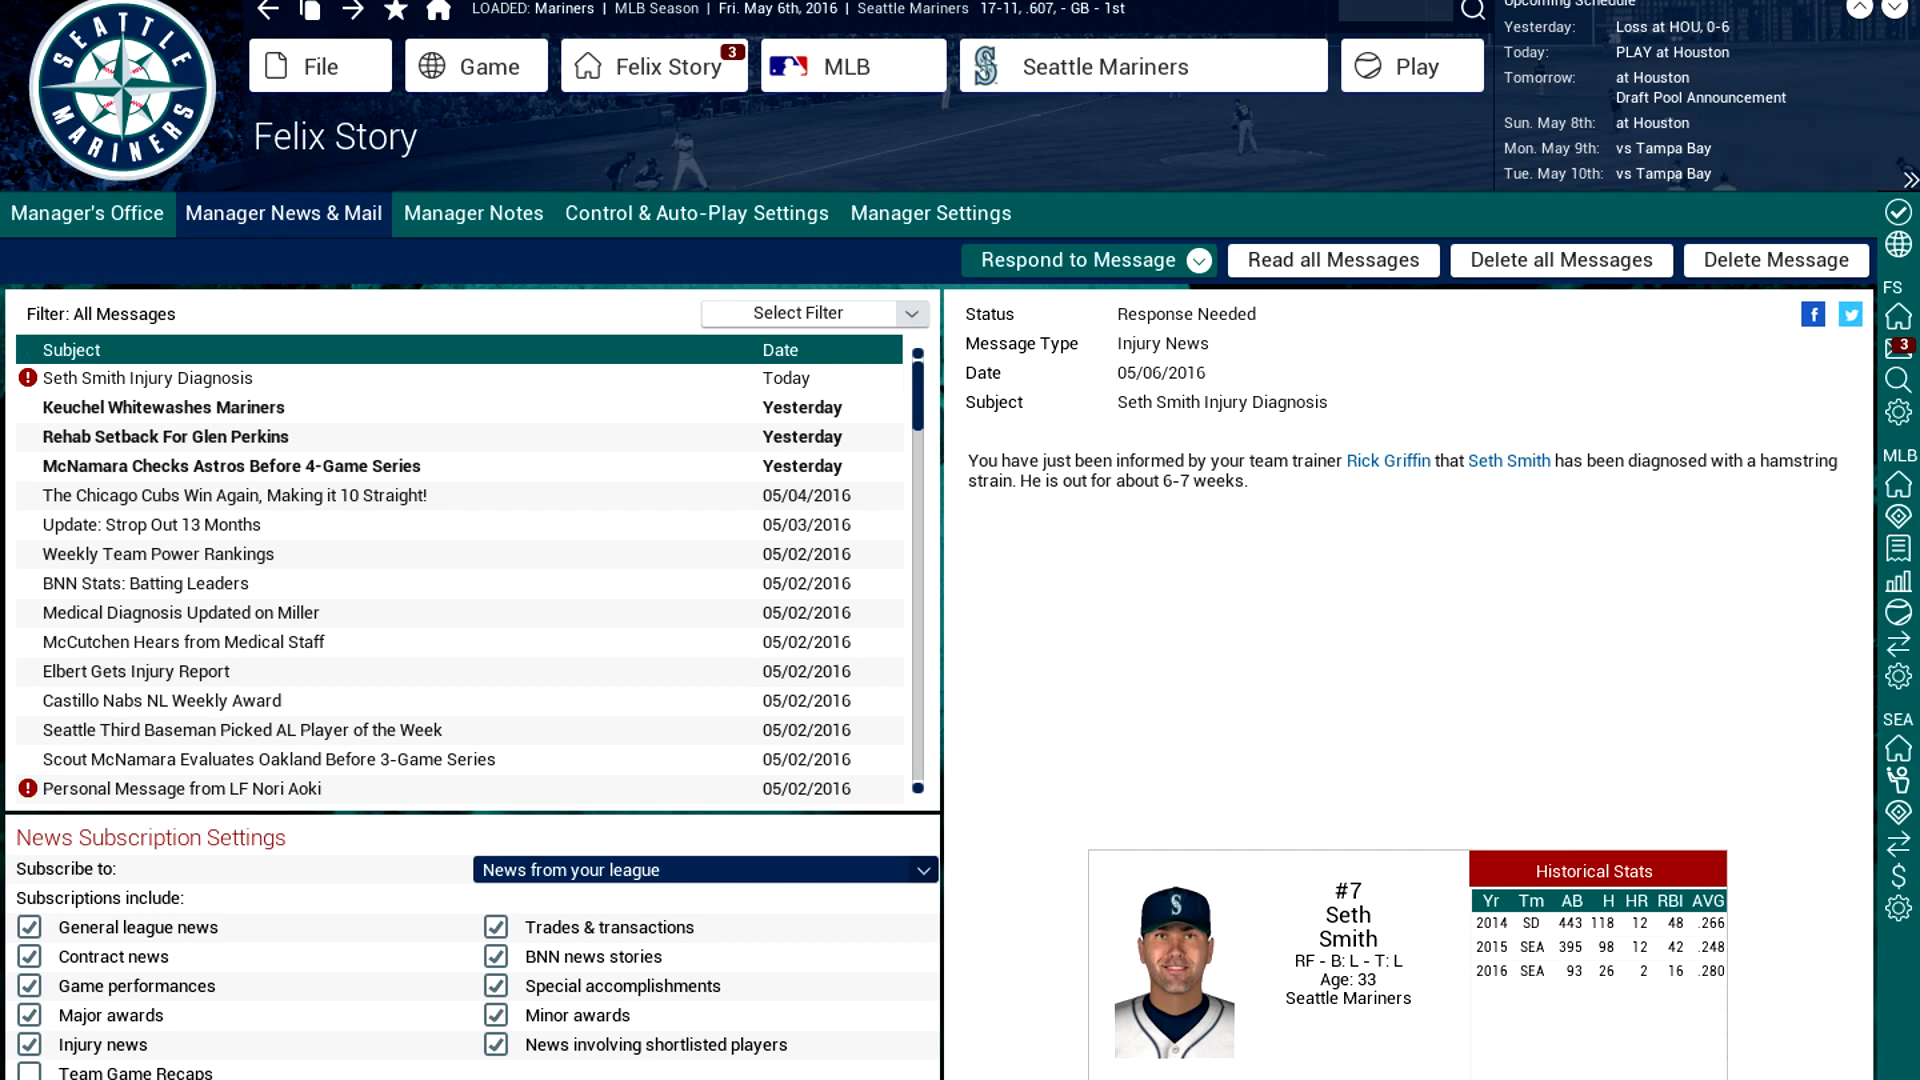 LOADED: Mariners | MLB Season | Fri. May 6th, 2016 | Seattle Mariners 17-11, .607, - GB - 1st
Upcoming Schedule
Yesterday: Loss at HOU, 0-6
Today: PLAY at Houston
Tomorrow: at Houston
Draft Pool Announcement
Sun. May 8th: at Houston
Mon. May 9th: vs Tampa Bay
Tue. May 10th: vs Tampa Bay
SEATTLE
MARINERS
File
Game
Felix Story
3
MLB
Seattle Mariners
Play
Felix Story
Manager's Office
Manager News & Mail
Manager Notes
Control & Auto-Play Settings
Manager Settings
Respond to Message
Read all Messages
Delete all Messages
Delete Message
Filter: All Messages
Select Filter
Subject Date
Seth Smith Injury Diagnosis Today
Keuchel Whitewashes Mariners Yesterday
Rehab Setback For Glen Perkins Yesterday
McNamara Checks Astros Before 4-Game Series Yesterday
The Chicago Cubs Win Again, Making it 10 Straight! 05/04/2016
Update: Strop Out 13 Months 05/03/2016
Weekly Team Power Rankings 05/02/2016
BNN Stats: Batting Leaders 05/02/2016
Medical Diagnosis Updated on Miller 05/02/2016
McCutchen Hears from Medical Staff 05/02/2016
Elbert Gets Injury Report 05/02/2016
Castillo Nabs NL Weekly Award 05/02/2016
Seattle Third Baseman Picked AL Player of the Week 05/02/2016
Scout McNamara Evaluates Oakland Before 3-Game Series 05/02/2016
Personal Message from LF Nori Aoki 05/02/2016
News Subscription Settings
Subscribe to: News from your league
Subscriptions include:
General league news Trades & transactions
Contract news BNN news stories
Game performances Special accomplishments
Major awards Minor awards
Injury news News involving shortlisted players
Team Game Recaps
Status Response Needed
Message Type Injury News
Date 05/06/2016
Subject Seth Smith Injury Diagnosis
You have just been informed by your team trainer Rick Griffin that Seth Smith has been diagnosed with a hamstring
strain. He is out for about 6-7 weeks.
#7
Seth
Smith
RF - B: L - T: L
Age: 33
Seattle Mariners
Historical Stats
Yr Tm AB H HR RBI AVG
2014 SD 443 118 12 48 .266
2015 SEA 395 98 12 42 .248
2016 SEA 93 26 2 16 .280
FS
3
MLB
SEA